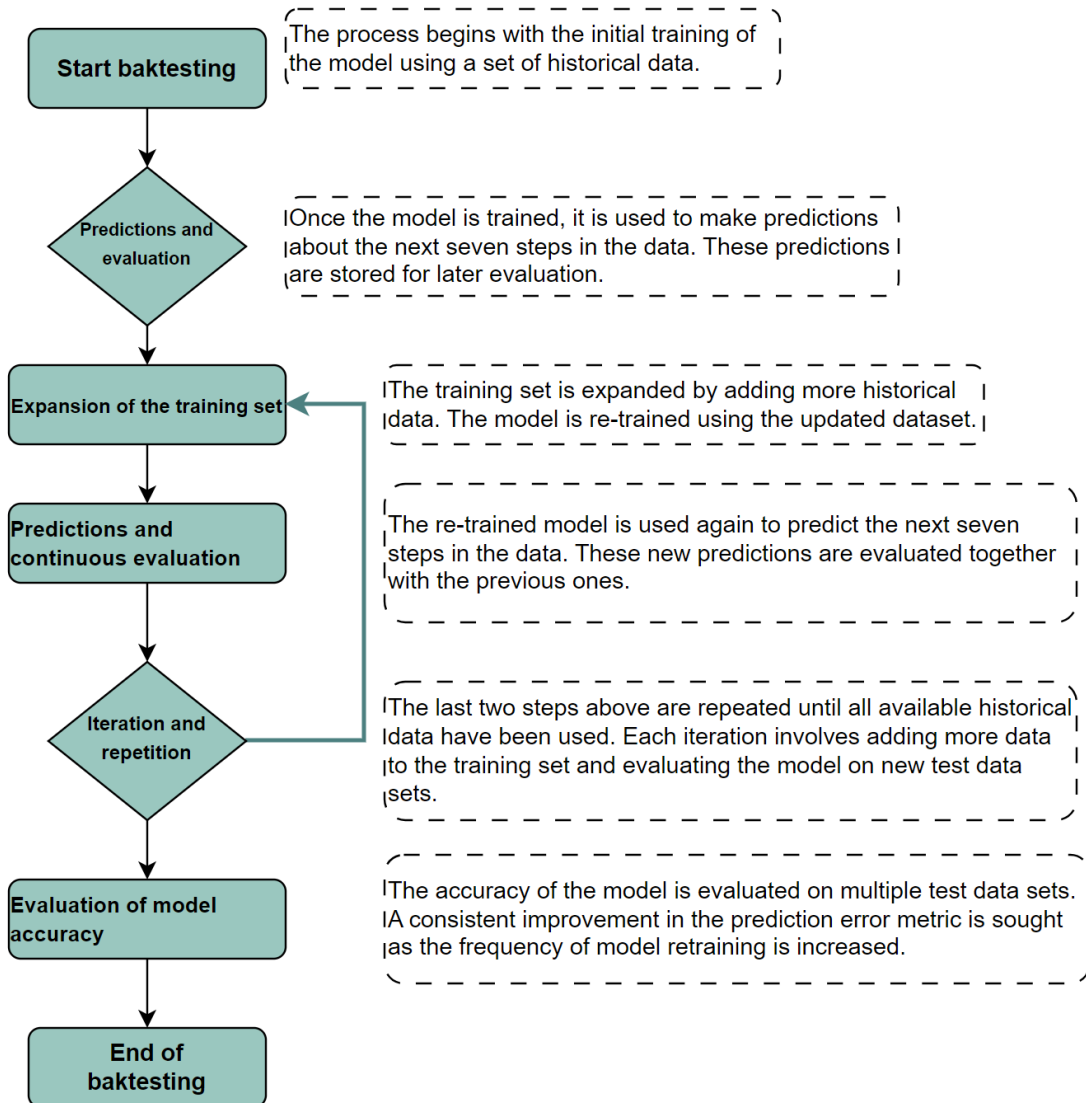 Start baktesting
The process begins with the initial training of
the model using a set of historical data.
Predictions and
evaluation
Once the model is trained, it is used to make predictions
about the next seven steps in the data. These predictions
are stored for later evaluation.
Expansion of the training set
The training set is expanded by adding more historical
data. The model is re-trained using the updated dataset.
Predictions and
continuous evaluation
The re-trained model is used again to predict the next seven
steps in the data. These new predictions are evaluated together
with the previous ones.
Iteration and
repetition
The last two steps above are repeated until all available historical
data have been used. Each iteration involves adding more data
to the training set and evaluating the model on new test data
sets.
Evaluation of model
accuracy
The accuracy of the model is evaluated on multiple test data sets.
A consistent improvement in the prediction error metric is sought
as the frequency of model retraining is increased.
End of
baktesting